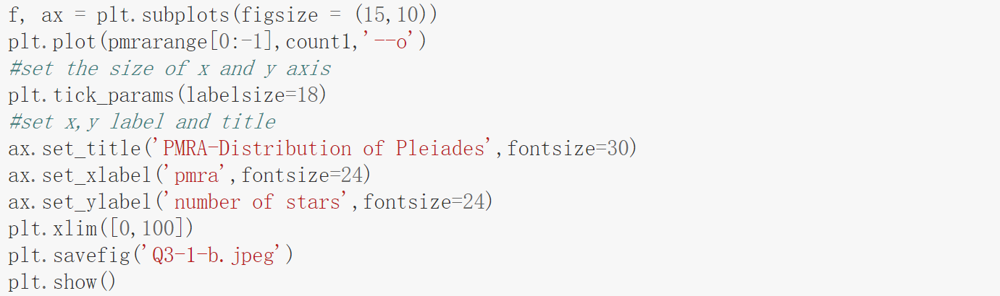 f, ax = plt.subplots(figsize = (15,10))
plt.plot(pmrarange[0:-1],count1,'--o')
#set the size of x and y axis
plt.tick_params(labelsize=18)
#set x,y label and title
ax.set_title('PMRA-Distribution of Pleiades',fontsize=30)
ax.set_xlabel('pmra',fontsize=24)
ax.set_ylabel('number of stars',fontsize=24)
plt.xlim([0,100])
plt.savefig('Q3-1-b.jpeg')
plt.show()